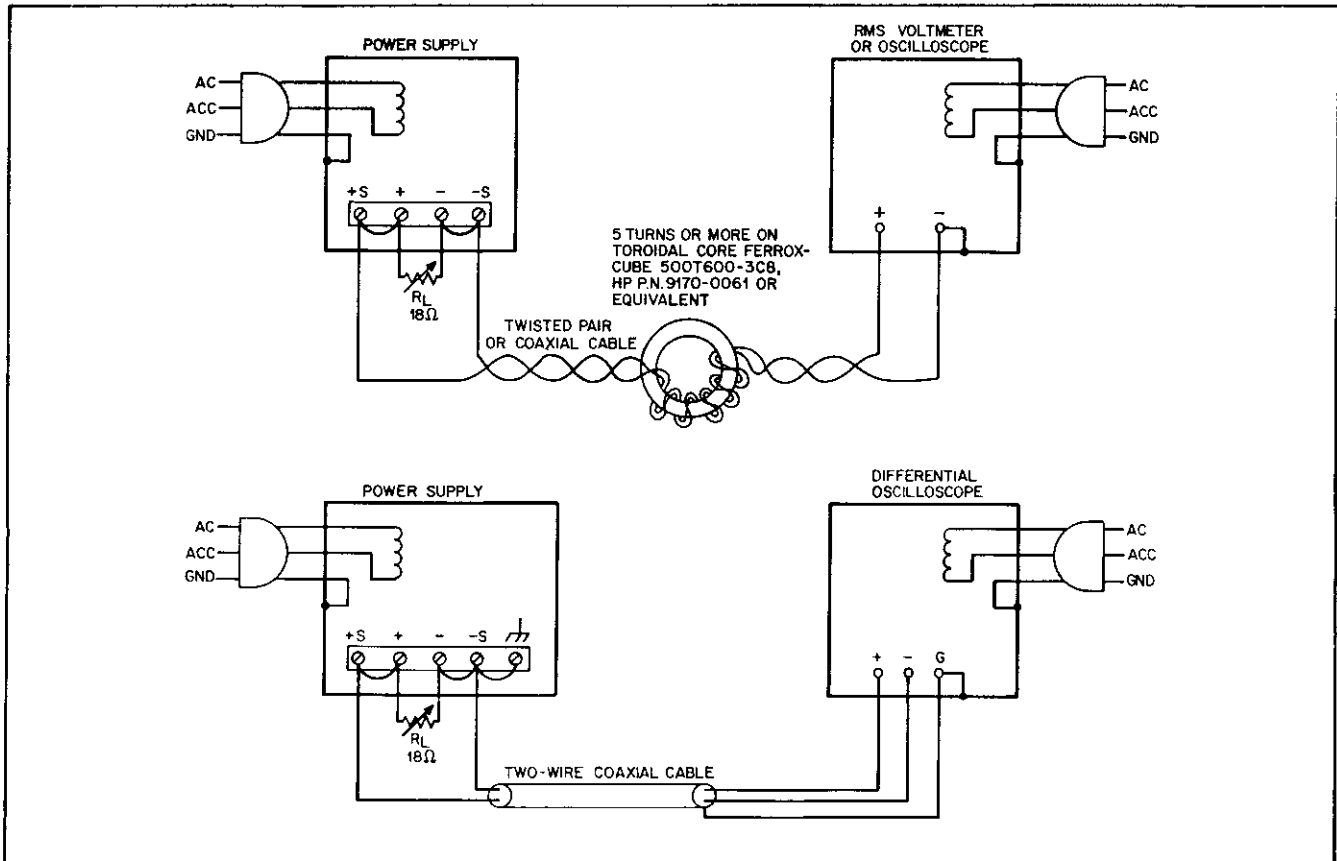 POWER SUPPLY
AC
ACC
GND
+S + - -S
RL
18Ω
TWISTED PAIR
OR COAXIAL CABLE
5 TURNS OR MORE ON
TOROIDAL CORE FERROX-
CUBE 500T600-3C8,
HP P.N. 9170-0061 OR
EQUIVALENT
RMS VOLTMETER
OR OSCILLOSCOPE
AC
ACC
GND
+ -
POWER SUPPLY
AC
ACC
GND
+S + - -S
RL
18Ω
TWO-WIRE COAXIAL CABLE
DIFFERENTIAL
OSCILLOSCOPE
AC
ACC
GND
+ - G